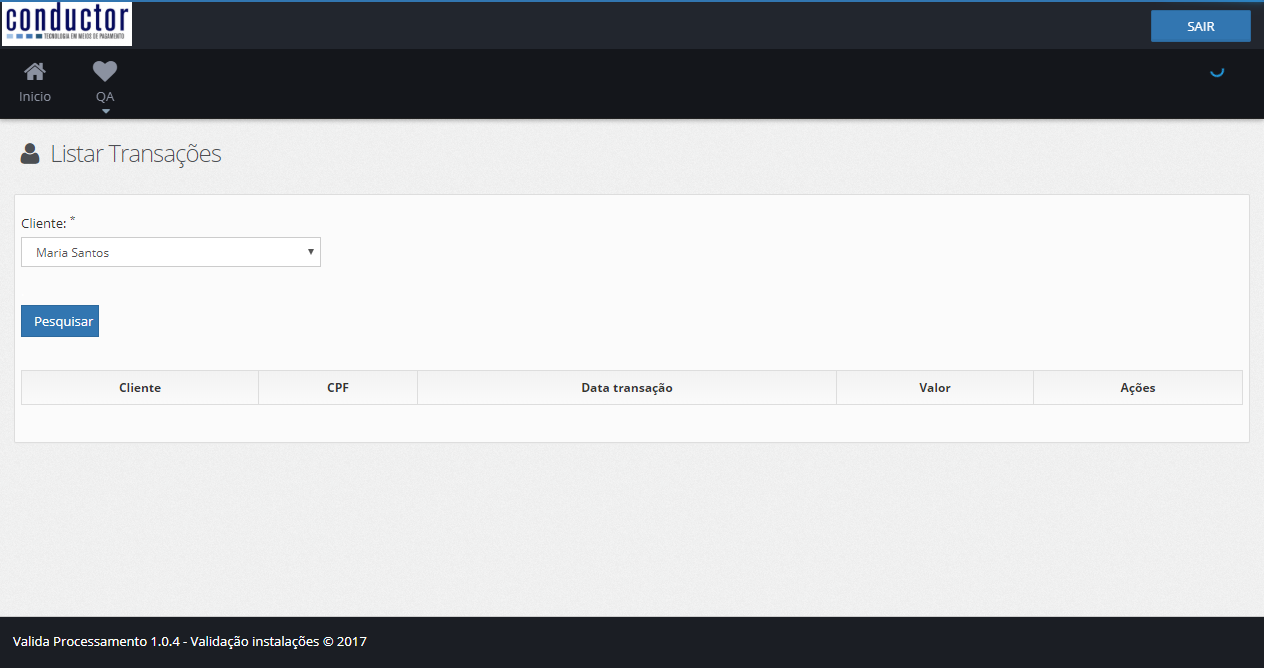 conductor
TECNOLOGIA EM MEIOS DE PAGAMENTO
SAIR
Inicio
QA
Listar Transações
Cliente: *
Maria Santos
Pesquisar
Cliente CPF Data transação Valor Ações
Valida Processamento 1.0.4 - Validação instalações © 2017